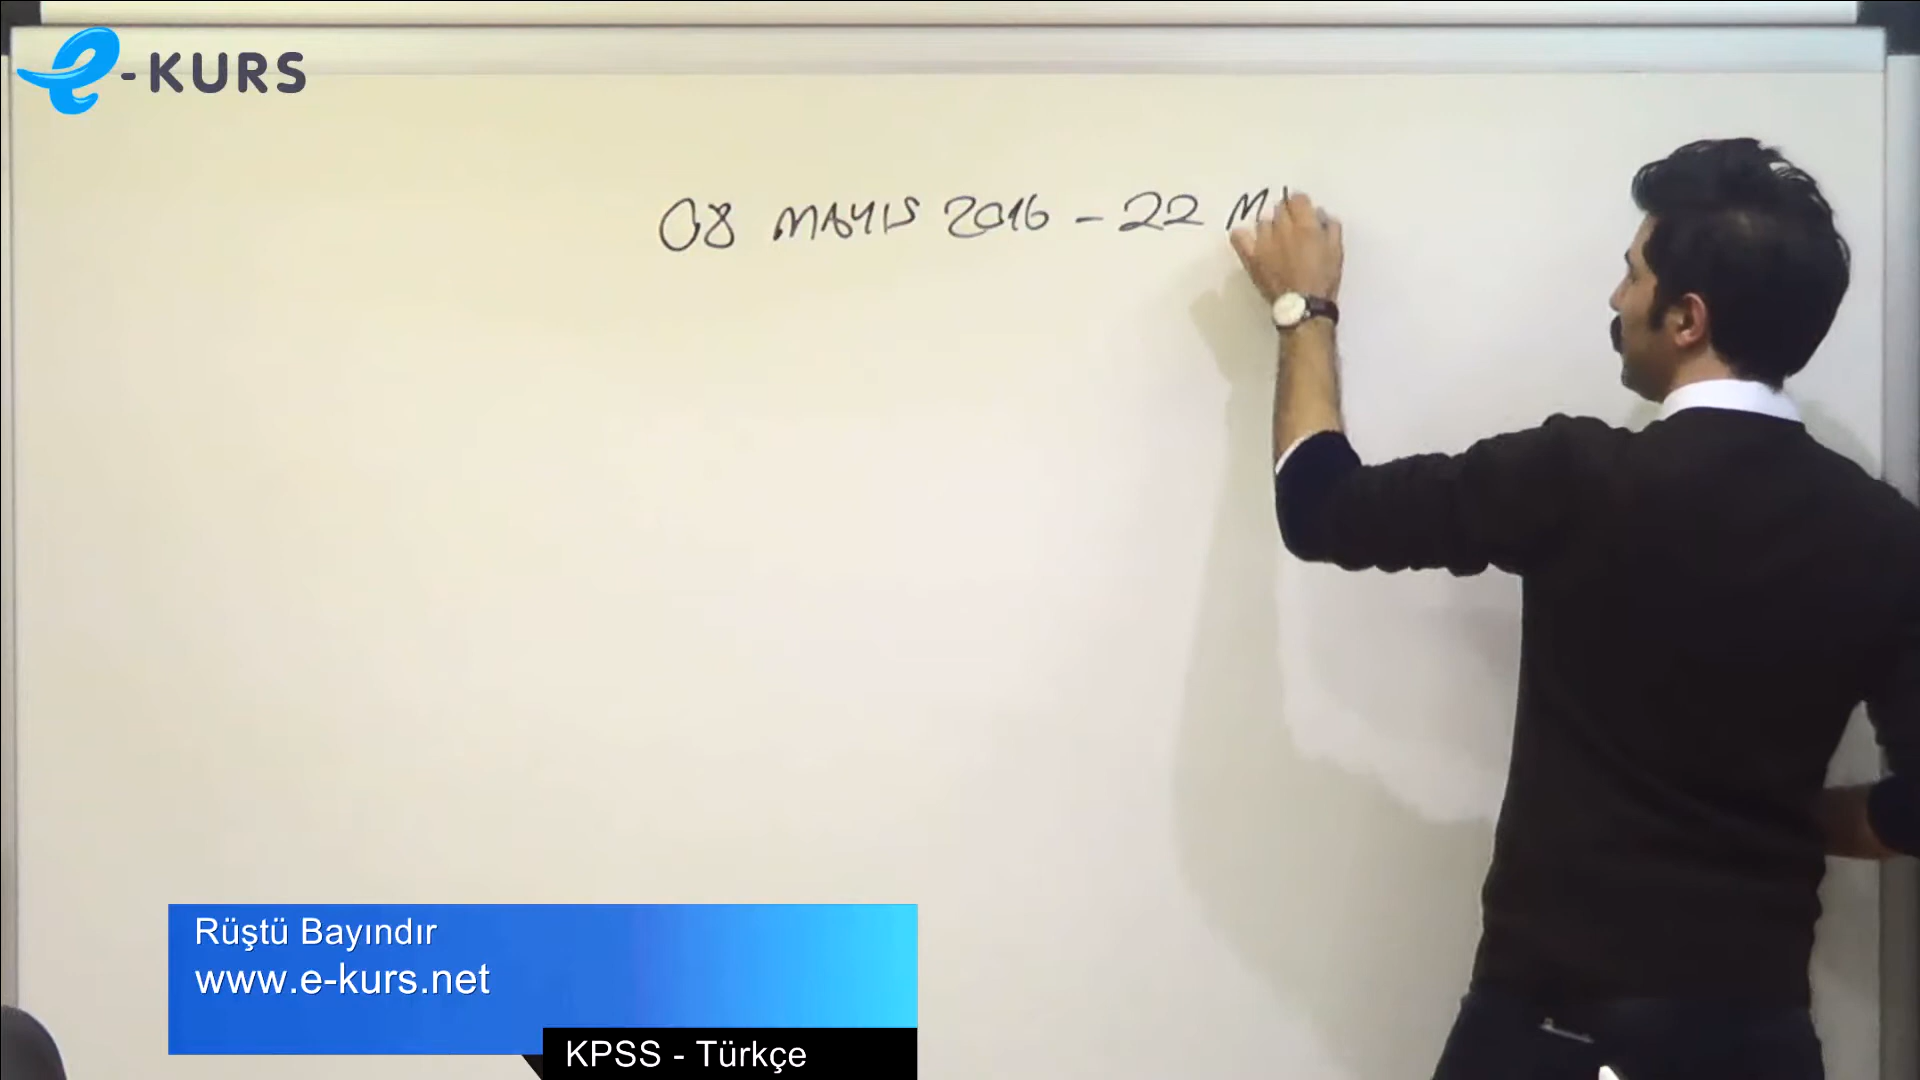 e-KURS
08 MAYIS 2016 - 22 M
Rüştü Bayındır
www.e-kurs.net
KPSS - Türkçe